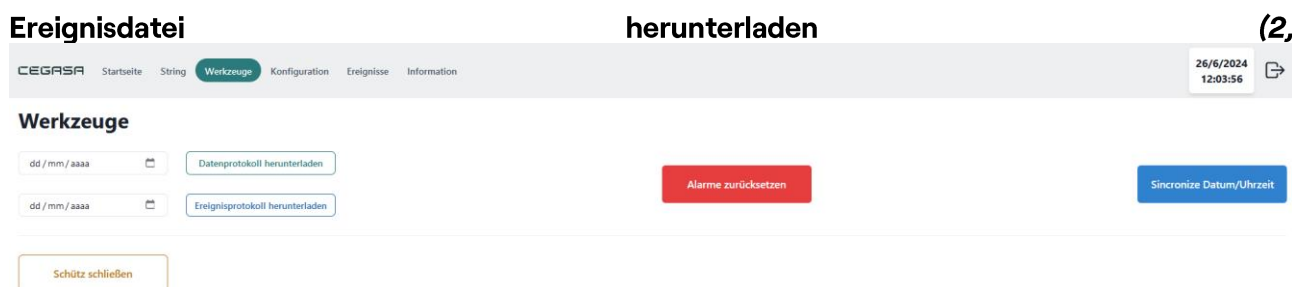 Ereignisdatei herunterladen (2,
CEGASA Startseite String Werkzeuge Konfiguration Ereignisse Information 26/6/2024
12:03:56
Werkzeuge
dd/mm/aaaa Datenprotokoll herunterladen
Alarme zurücksetzen Sincronize Datum/Uhrzeit
dd/mm/aaaa Ereignisprotokoll herunterladen
Schütz schließen